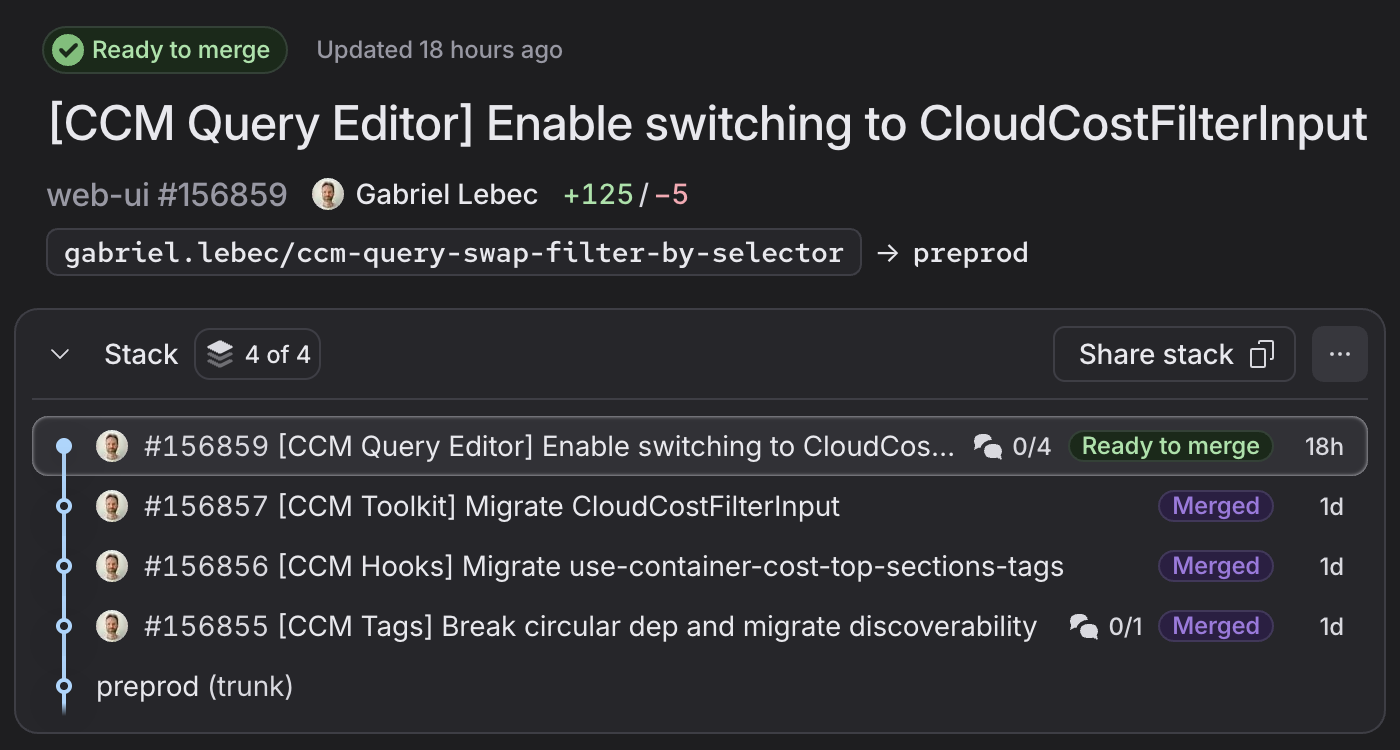 Ready to merge Updated 18 hours ago
[CCM Query Editor] Enable switching to CloudCostFilterInput
web-ui #156859 Gabriel Lebec +125/−5
gabriel.lebec/ccm-query-swap-filter-by-selector → preprod
Stack 4 of 4 Share stack ...
#156859 [CCM Query Editor] Enable switching to CloudCos... 0/4 Ready to merge 18h
#156857 [CCM Toolkit] Migrate CloudCostFilterInput Merged 1d
#156856 [CCM Hooks] Migrate use-container-cost-top-sections-tags Merged 1d
#156855 [CCM Tags] Break circular dep and migrate discoverability 0/1 Merged 1d
preprod (trunk)